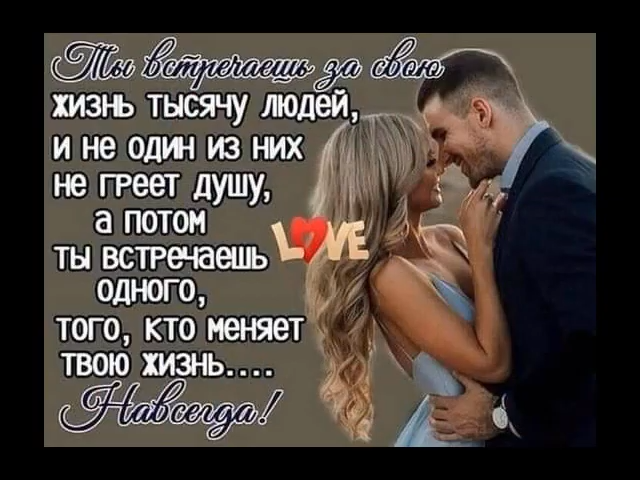 Ты встречаешь за свою
жизнь тысячу людей,
и не один из них
не греет душу,
а потом
ты встречаешь
одного,
того, кто меняет
твою жизнь....
Навсегда!
LOVE